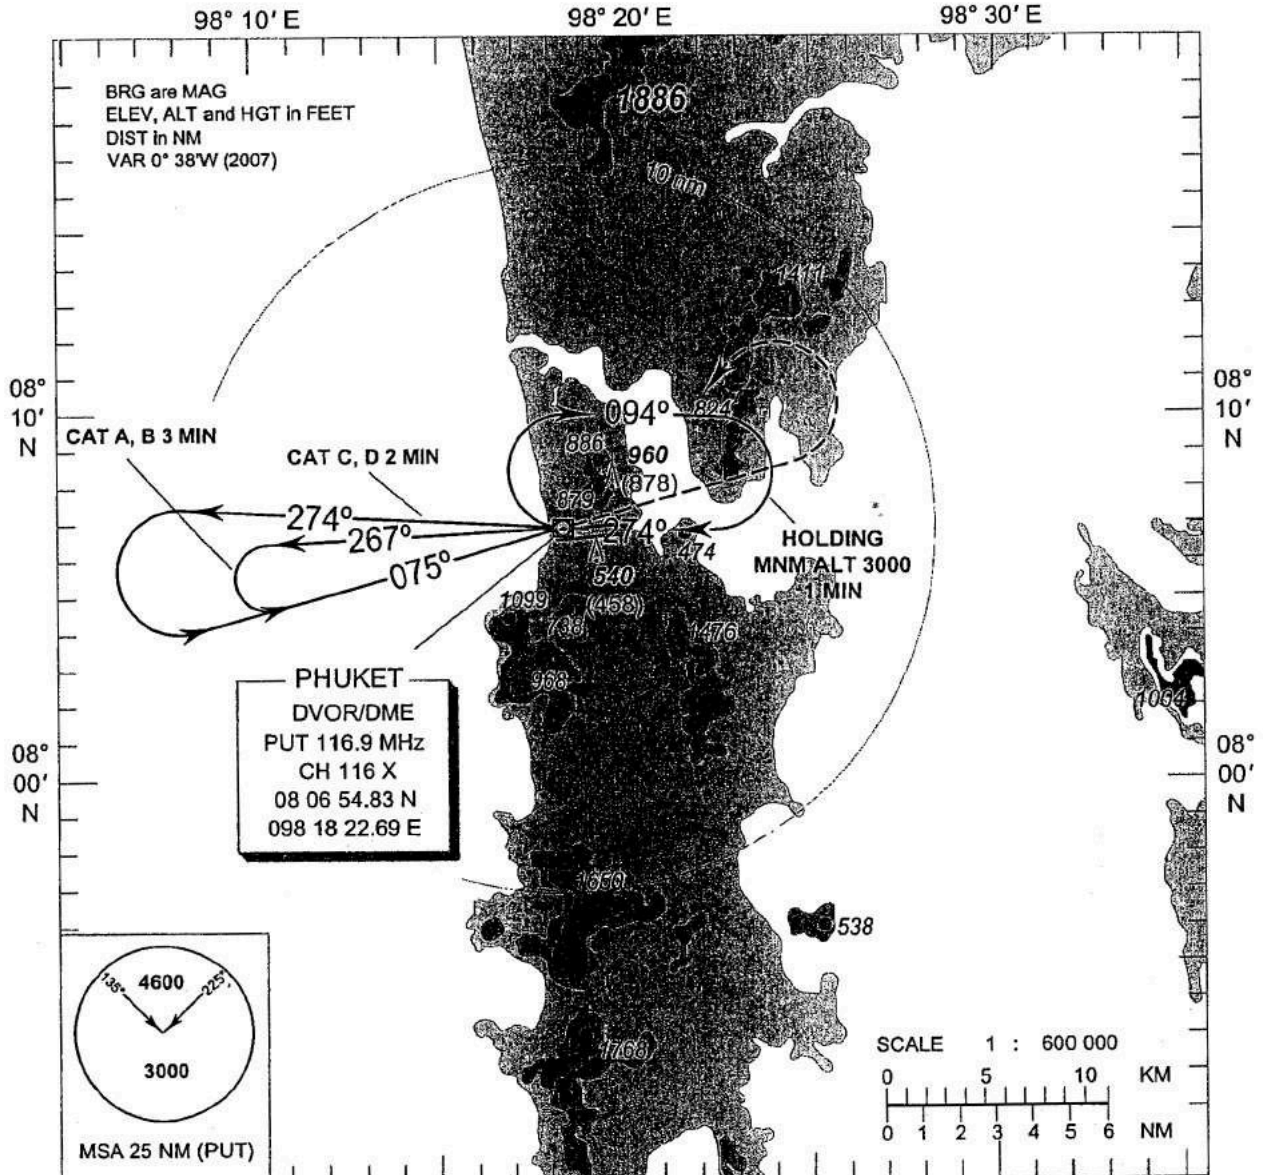 98° 10' E
98° 20' E
98° 30' E
BRG are MAG
ELEV, ALT and HGT in FEET
DIST in NM
VAR 0° 38'W (2007)
1886
10 nm
1411
08°
10'
N
08°
10'
N
CAT A, B 3 MIN
CAT C, D 2 MIN
094°
824
886
960
(878)
879
274°
267°
075°
274°
474
HOLDING
MNM ALT 3000
1 MIN
540
(458)
1099
738
1476
968
PHUKET
DVOR/DME
PUT 116.9 MHz
CH 116 X
08 06 54.83 N
098 18 22.69 E
08°
00'
N
08°
00'
N
1650
538
1768
135°
4600
225°
3000
MSA 25 NM (PUT)
SCALE 1 : 600 000
0 5 10 KM
0 1 2 3 4 5 6 NM